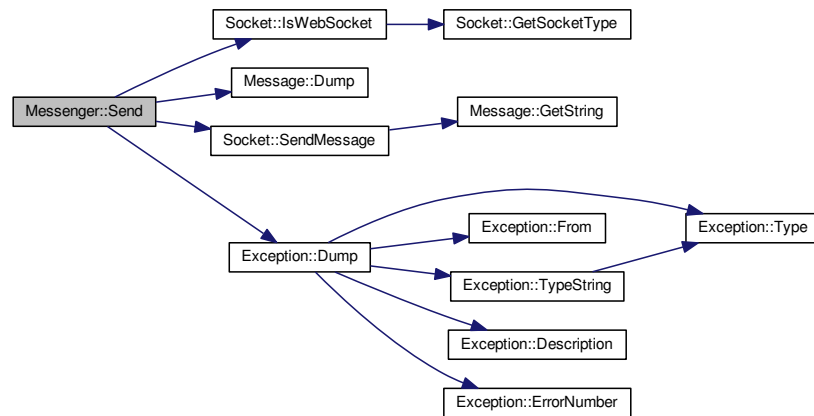 Socket::IsWebSocket
Socket::GetSocketType
Message::Dump
Messenger::Send
Message::GetString
Socket::SendMessage
Exception::From
Exception::Type
Exception::Dump
Exception::TypeString
Exception::Description
Exception::ErrorNumber